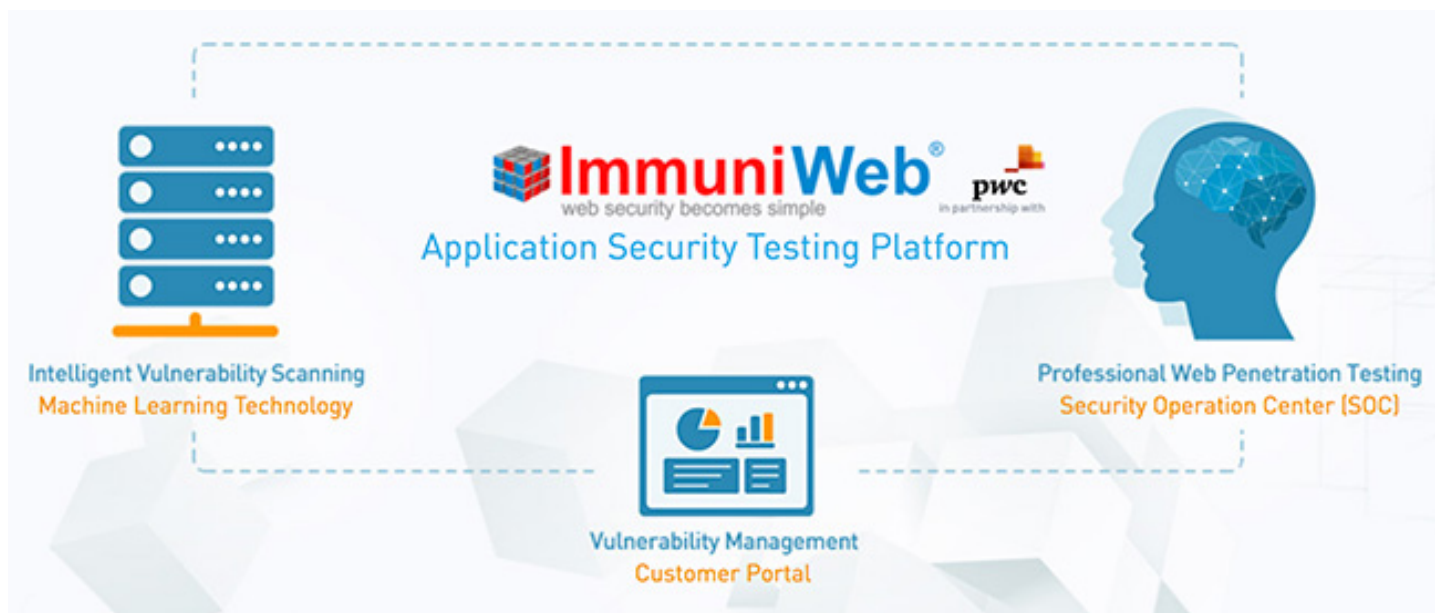 ImmuniWeb®
web security becomes simple
pwc
in partnership with
Application Security Testing Platform
Intelligent Vulnerability Scanning
Machine Learning Technology
Professional Web Penetration Testing
Security Operation Center (SOC)
Vulnerability Management
Customer Portal